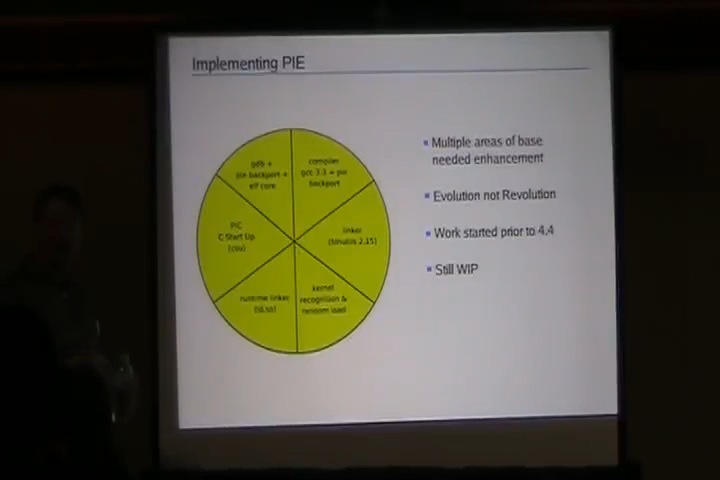 Implementing PIE
gdb +
pie backport +
elf core
compiler
gcc 3.3 + pie
backport
PIC
C Start Up
(csu)
linker
(binutils 2.15)
runtime linker
(ld.so)
kernel
recognition &
random load
Multiple areas of base
needed enhancement
Evolution not Revolution
Work started prior to 4.4
Still WIP